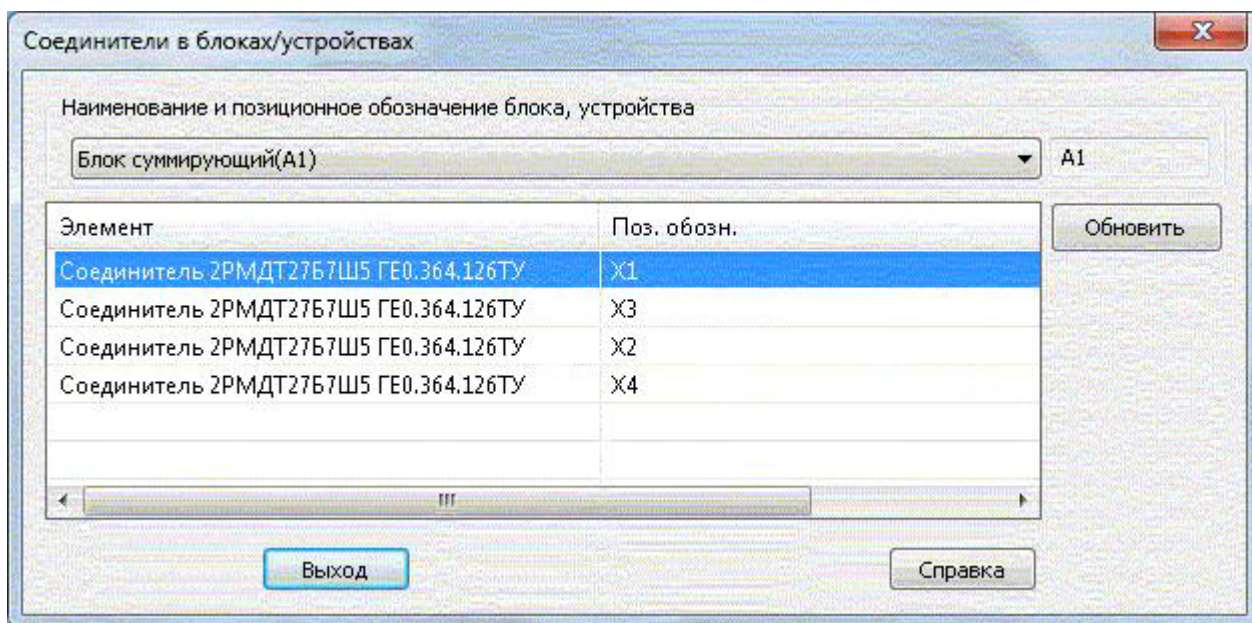 Соединители в блоках/устройствах
Наименование и позиционное обозначение блока, устройства
Блок суммирующий(A1) A1
Элемент Поз. обозн. Обновить
Соединитель 2РМДТ27Б7Ш5 ГЕ0.364.126ТУ X1
Соединитель 2РМДТ27Б7Ш5 ГЕ0.364.126ТУ X3
Соединитель 2РМДТ27Б7Ш5 ГЕ0.364.126ТУ X2
Соединитель 2РМДТ27Б7Ш5 ГЕ0.364.126ТУ X4
Выход Справка